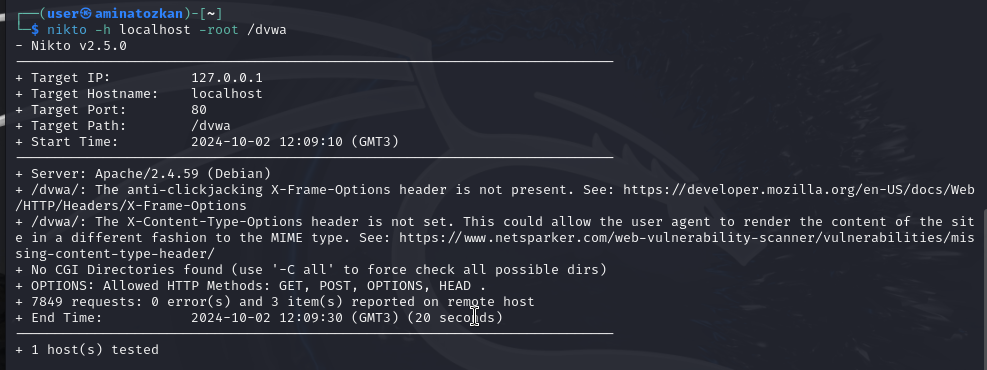 ┌──(user㉿aminatozkan)-[~]
└─$ nikto -h localhost -root /dvwa
- Nikto v2.5.0
---------------------------------------------------------------------------
+ Target IP:          127.0.0.1
+ Target Hostname:    localhost
+ Target Port:        80
+ Target Path:        /dvwa
+ Start Time:         2024-10-02 12:09:10 (GMT3)
---------------------------------------------------------------------------
+ Server: Apache/2.4.59 (Debian)
+ /dvwa/: The anti-clickjacking X-Frame-Options header is not present. See: https://developer.mozilla.org/en-US/docs/Web
/HTTP/Headers/X-Frame-Options
+ /dvwa/: The X-Content-Type-Options header is not set. This could allow the user agent to render the content of the sit
e in a different fashion to the MIME type. See: https://www.netsparker.com/web-vulnerability-scanner/vulnerabilities/mis
sing-content-type-header/
+ No CGI Directories found (use '-C all' to force check all possible dirs)
+ OPTIONS: Allowed HTTP Methods: GET, POST, OPTIONS, HEAD .
+ 7849 requests: 0 error(s) and 3 item(s) reported on remote host
+ End Time:           2024-10-02 12:09:30 (GMT3) (20 seconds)
---------------------------------------------------------------------------
+ 1 host(s) tested